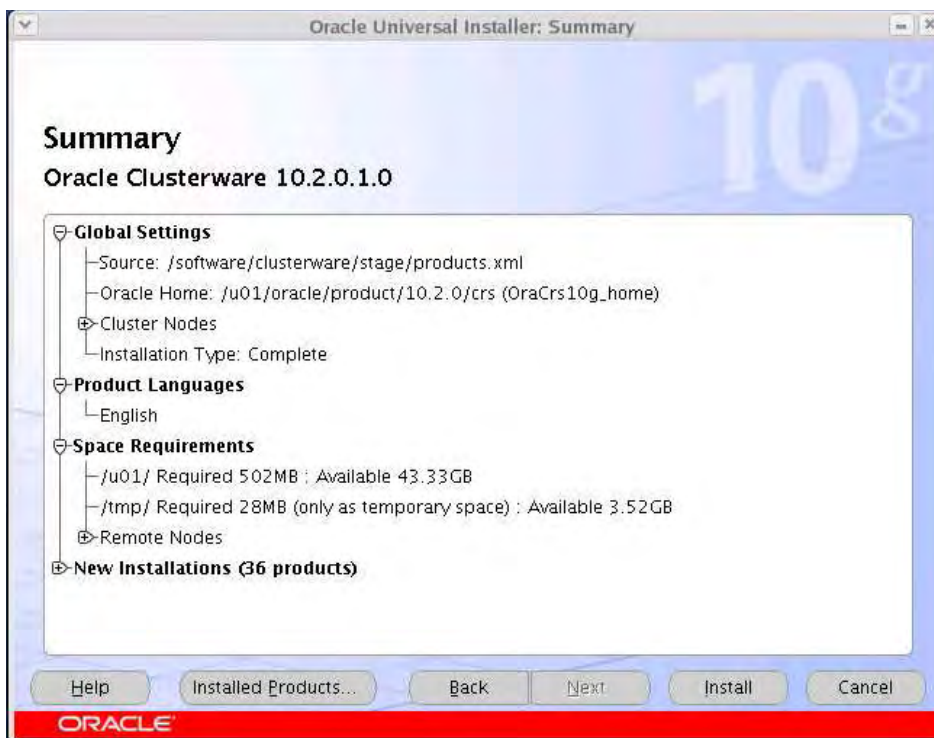 Oracle Universal Installer: Summary
10g
Summary
Oracle Clusterware 10.2.0.1.0
Global Settings
Source: /software/clusterware/stage/products.xml
Oracle Home: /u01/oracle/product/10.2.0/crs (OraCrs10g_home)
Cluster Nodes
Installation Type: Complete
Product Languages
English
Space Requirements
/u01/ Required 502MB : Available 43.33GB
/tmp/ Required 28MB (only as temporary space) : Available 3.52GB
Remote Nodes
New Installations (36 products)
Help Installed Products... Back Next Install Cancel
ORACLE